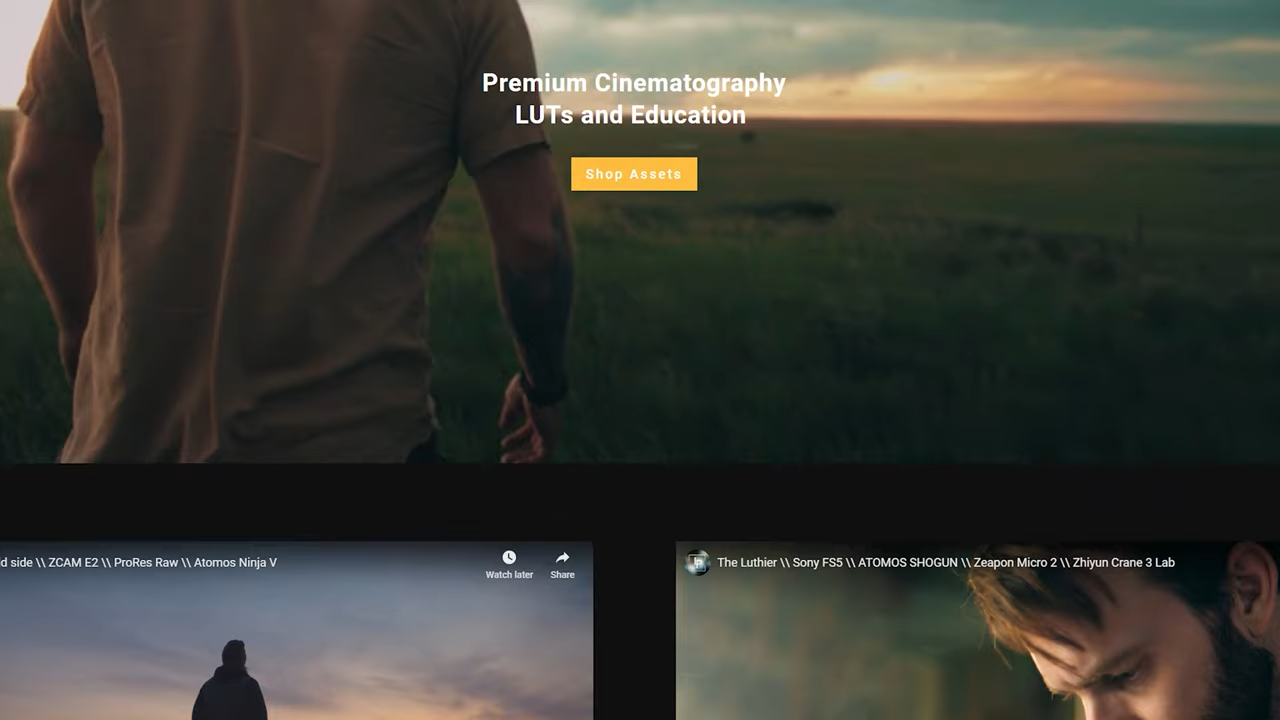 Premium Cinematography
LUTs and Education
Shop Assets
d side \\ ZCAM E2 \\ ProRes Raw \\ Atomos Ninja V
Watch later
Share
The Luthier \\ Sony FS5 \\ ATOMOS SHOGUN \\ Zeapon Micro 2 \\ Zhiyun Crane 3 Lab